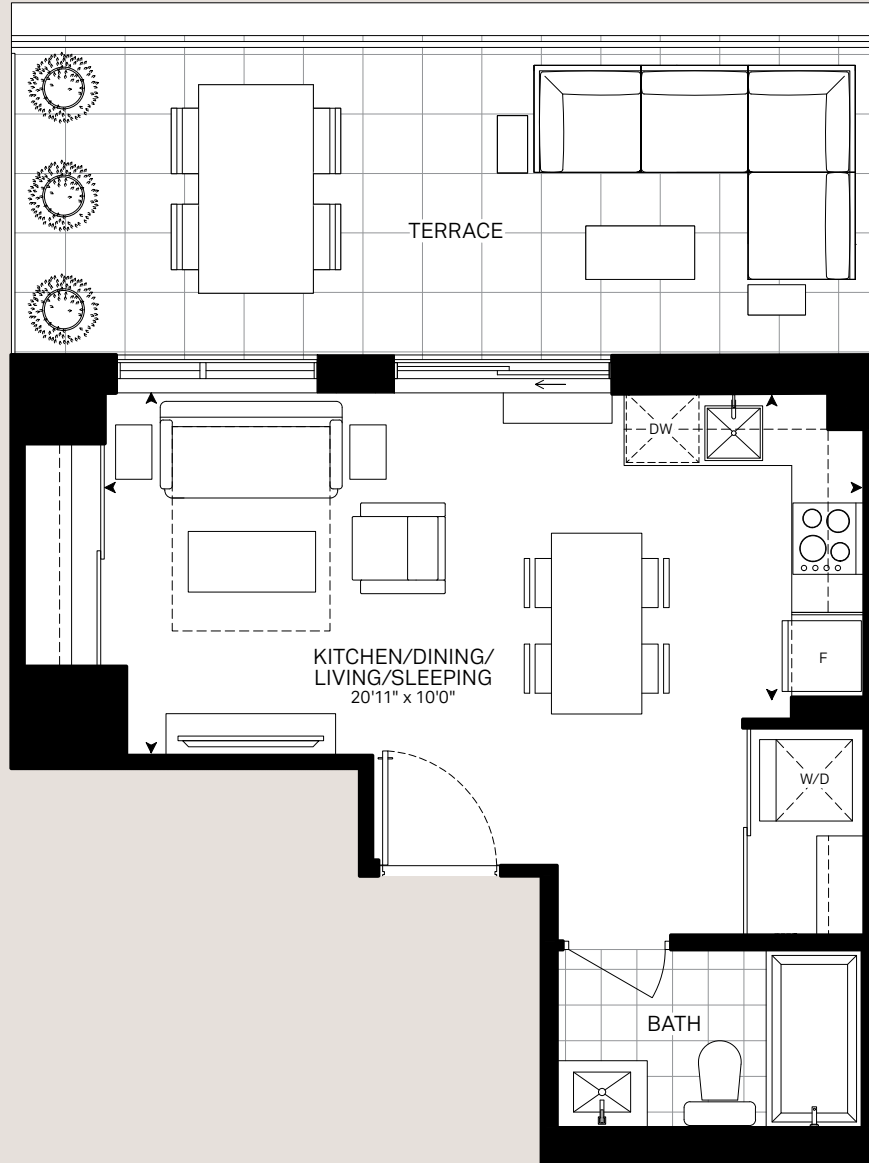 TERRACE
DW
KITCHEN/DINING/
LIVING/SLEEPING
20'11" x 10'0"
F
W/D
BATH